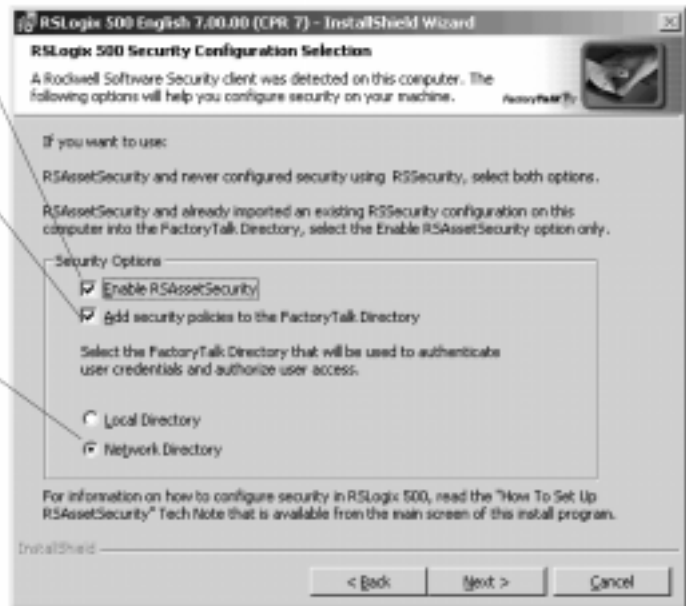 RSLogix 500 English 7.00.00 (CPR 7) - InstallShield Wizard
RSLogix 500 Security Configuration Selection
A Rockwell Software Security client was detected on this computer. The
following options will help you configure security on your machine.
FactoryTalk
If you want to use:
RSAssetSecurity and never configured security using RSSecurity, select both options.
RSAssetSecurity and already imported an existing RSSecurity configuration on this
computer into the FactoryTalk Directory, select the Enable RSAssetSecurity option only.
Security Options
Enable RSAssetSecurity
Add security policies to the FactoryTalk Directory
Select the FactoryTalk Directory that will be used to authenticate
user credentials and authorize user access.
Local Directory
Network Directory
For information on how to configure security in RSLogix 500, read the "How To Set Up
RSAssetSecurity" Tech Note that is available from the main screen of this install program.
InstallShield
< Back
Next >
Cancel